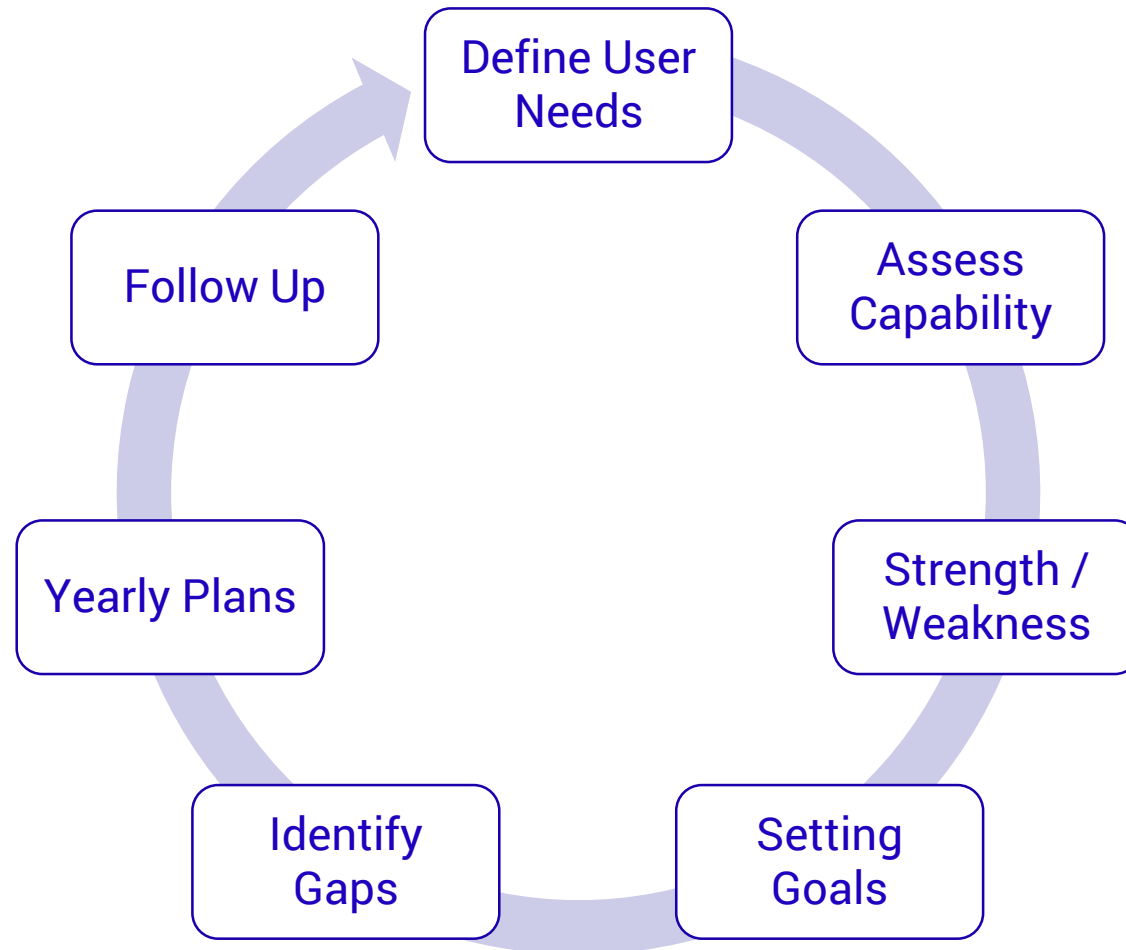 Define User
Needs
Assess
Capability
Strength /
Weakness
Setting
Goals
Identify
Gaps
Yearly Plans
Follow Up